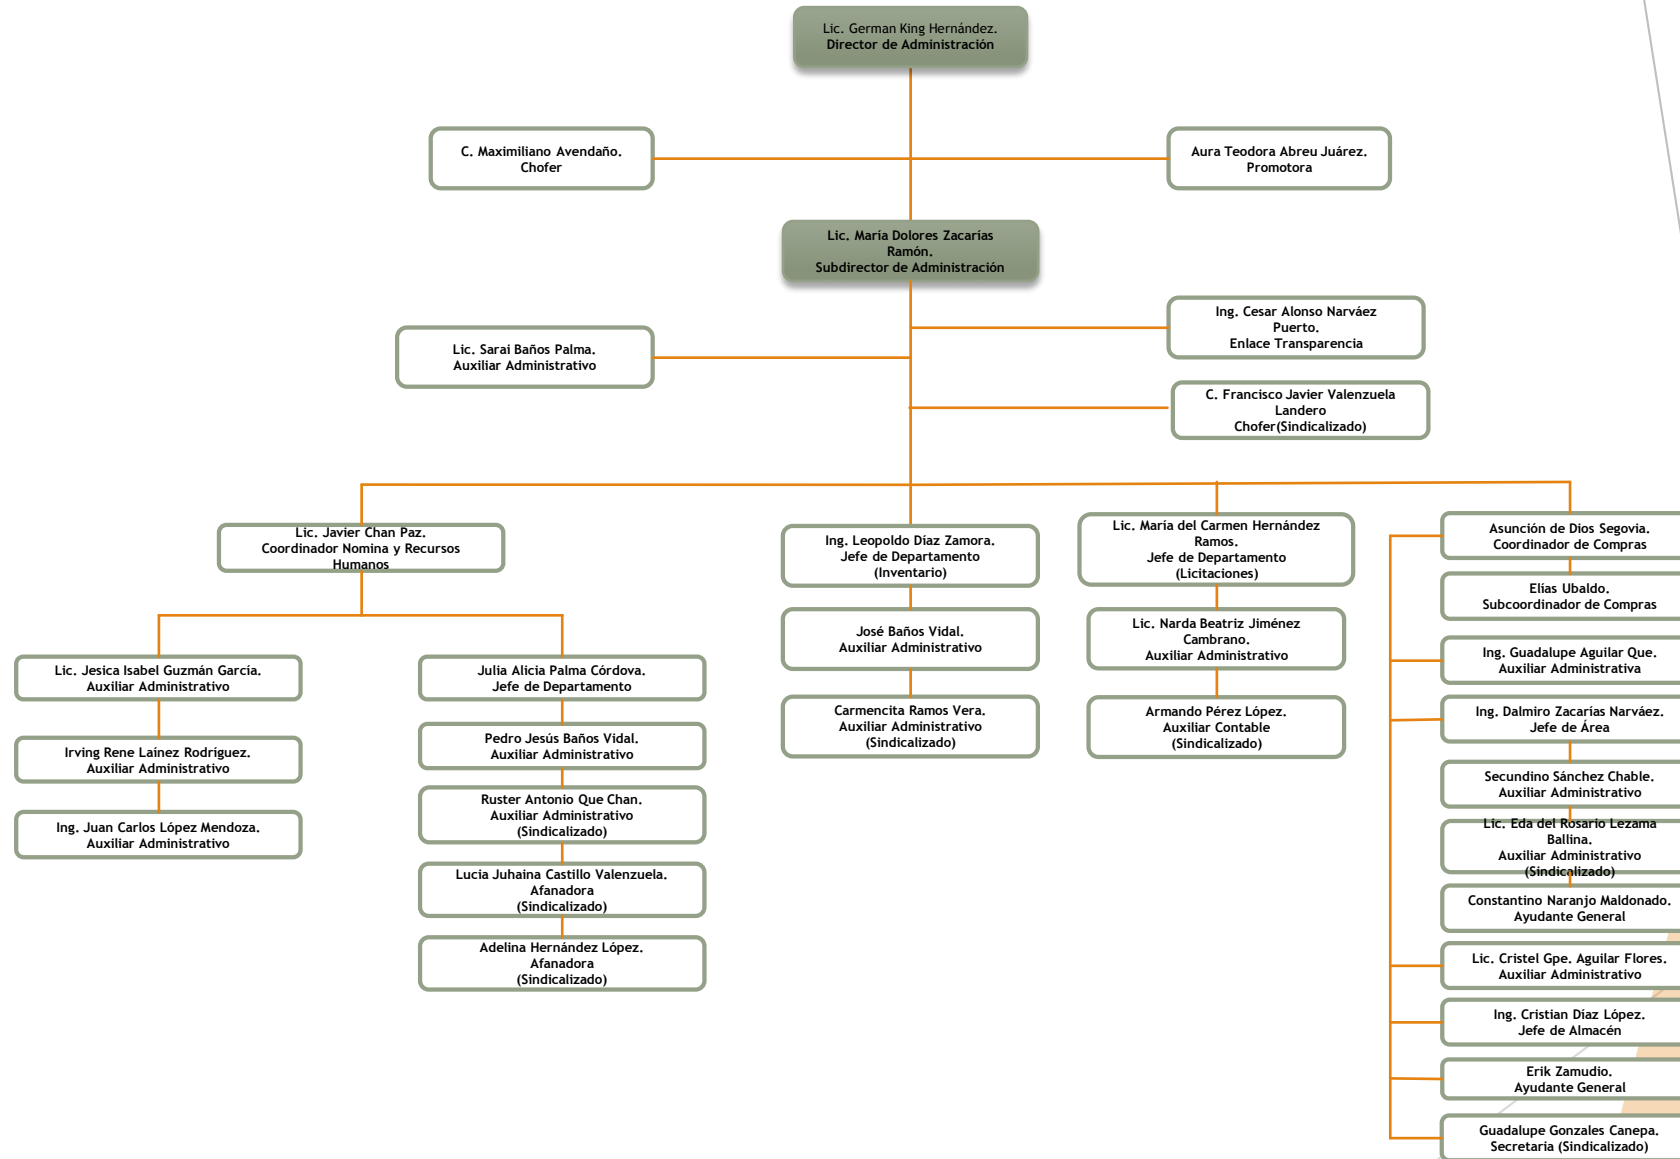 Lic. German King Hernández.
Director de Administración
C. Maximiliano Avendaño.
Chofer
Aura Teodora Abreu Juárez.
Promotora
Lic. María Dolores Zacarías
Ramón.
Subdirector de Administración
Ing. Cesar Alonso Narváez
Puerto.
Enlace Transparencia
Lic. Sarai Baños Palma.
Auxiliar Administrativo
C. Francisco Javier Valenzuela
Landero
Chofer(Sindicalizado)
Lic. Javier Chan Paz.
Coordinador Nomina y Recursos
Humanos
Lic. Jesica Isabel Guzmán García.
Auxiliar Administrativo
Irving Rene Laínez Rodríguez.
Auxiliar Administrativo
Ing. Juan Carlos López Mendoza.
Auxiliar Administrativo
Julia Alicia Palma Córdova.
Jefe de Departamento
Pedro Jesús Baños Vidal.
Auxiliar Administrativo
Ruster Antonio Que Chan.
Auxiliar Administrativo
(Sindicalizado)
Lucia Juhaina Castillo Valenzuela.
Afanadora
(Sindicalizado)
Adelina Hernández López.
Afanadora
(Sindicalizado)
Ing. Leopoldo Díaz Zamora.
Jefe de Departamento
(Inventario)
José Baños Vidal.
Auxiliar Administrativo
Carmencita Ramos Vera.
Auxiliar Administrativo
(Sindicalizado)
Lic. María del Carmen Hernández
Ramos.
Jefe de Departamento
(Licitaciones)
Lic. Narda Beatriz Jiménez
Cambrano.
Auxiliar Administrativo
Armando Pérez López.
Auxiliar Contable
(Sindicalizado)
Asunción de Dios Segovia.
Coordinador de Compras
Elías Ubaldo.
Subcoordinador de Compras
Ing. Guadalupe Aguilar Que.
Auxiliar Administrativa
Ing. Dalmiro Zacarías Narváez.
Jefe de Área
Secundino Sánchez Chable.
Auxiliar Administrativo
Lic. Eda del Rosario Lezama
Ballina.
Auxiliar Administrativo
(Sindicalizado)
Constantino Naranjo Maldonado.
Ayudante General
Lic. Cristel Gpe. Aguilar Flores.
Auxiliar Administrativo
Ing. Cristian Díaz López.
Jefe de Almacén
Erik Zamudio.
Ayudante General
Guadalupe Gonzales Canepa.
Secretaria (Sindicalizado)